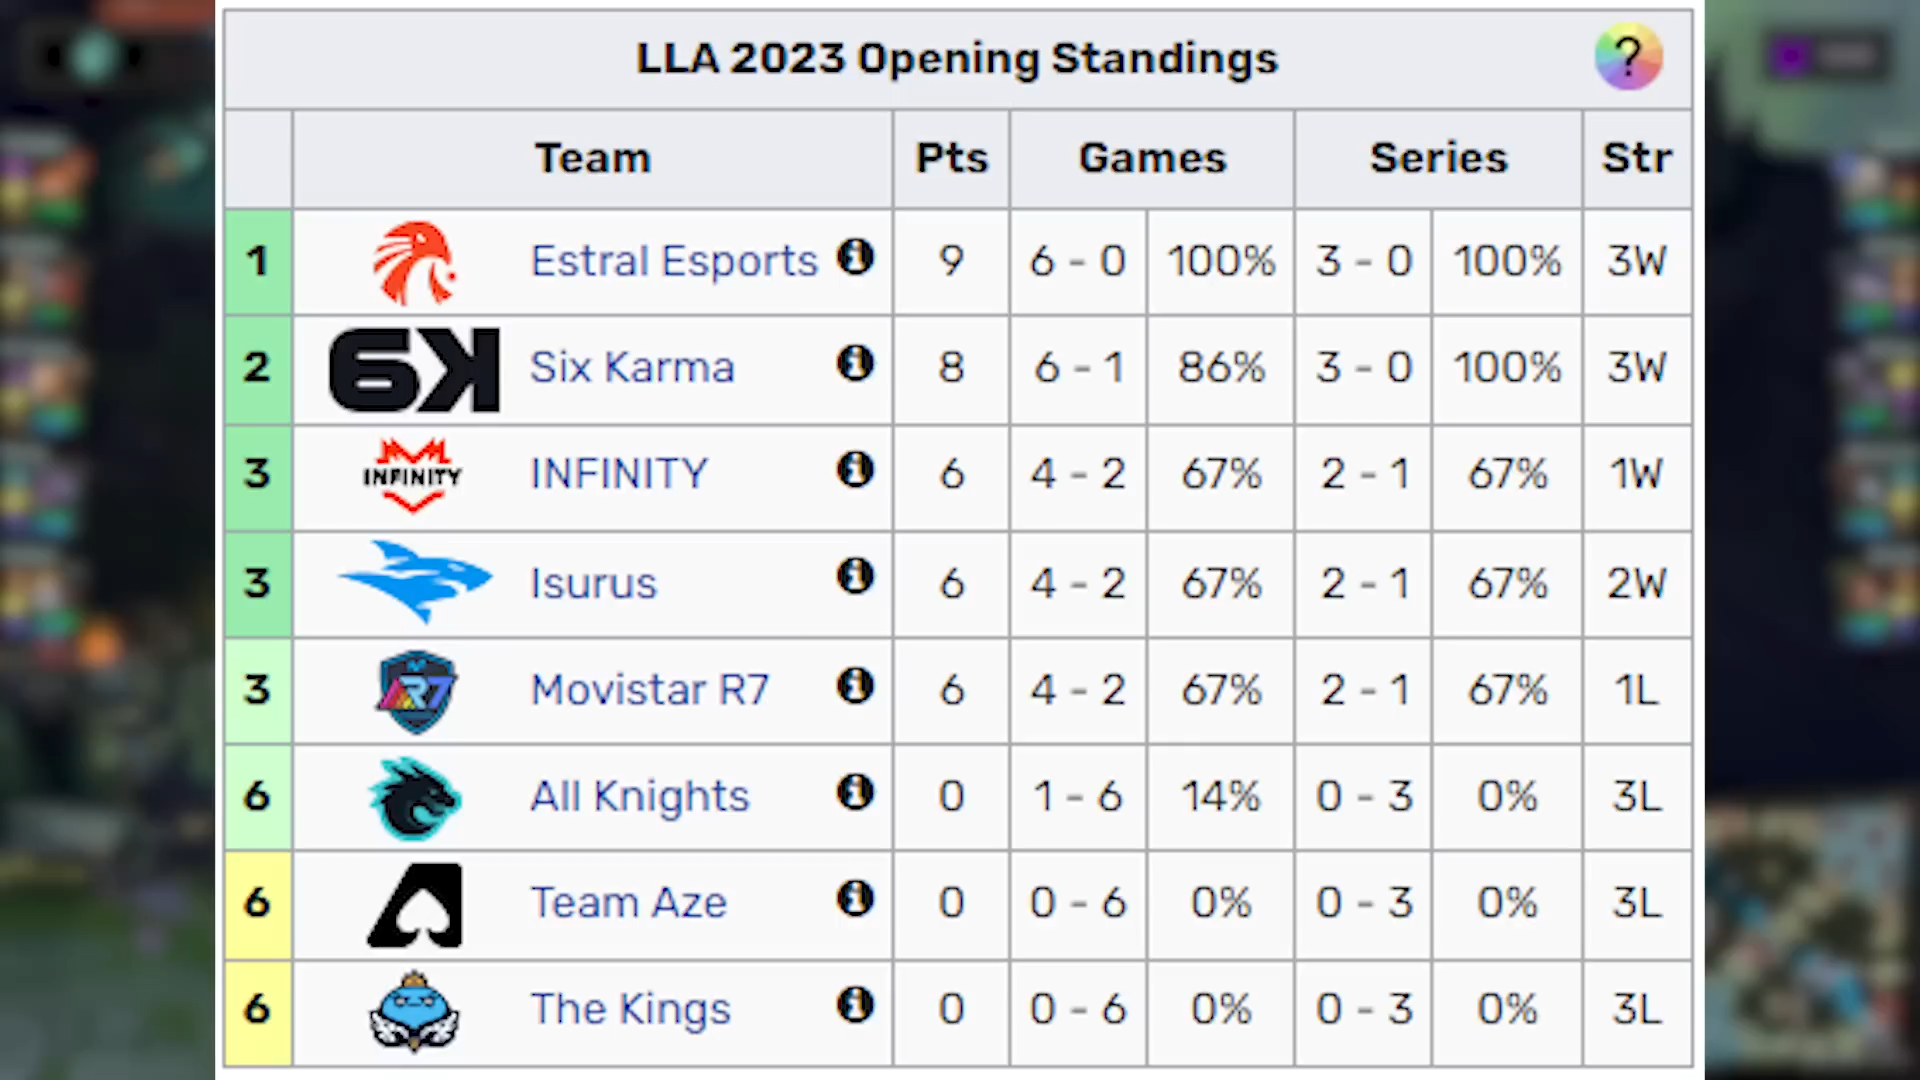 LLA 2023 Opening Standings ?
Team Pts Games Series Str
1 Estral Esports 9 6 - 0 100% 3 - 0 100% 3W
2 6K Six Karma 8 6 - 1 86% 3 - 0 100% 3W
3 INFINITY INFINITY 6 4 - 2 67% 2 - 1 67% 1W
3 Isurus 6 4 - 2 67% 2 - 1 67% 2W
3 R7 Movistar R7 6 4 - 2 67% 2 - 1 67% 1L
6 All Knights 0 1 - 6 14% 0 - 3 0% 3L
6 Team Aze 0 0 - 6 0% 0 - 3 0% 3L
6 The Kings 0 0 - 6 0% 0 - 3 0% 3L